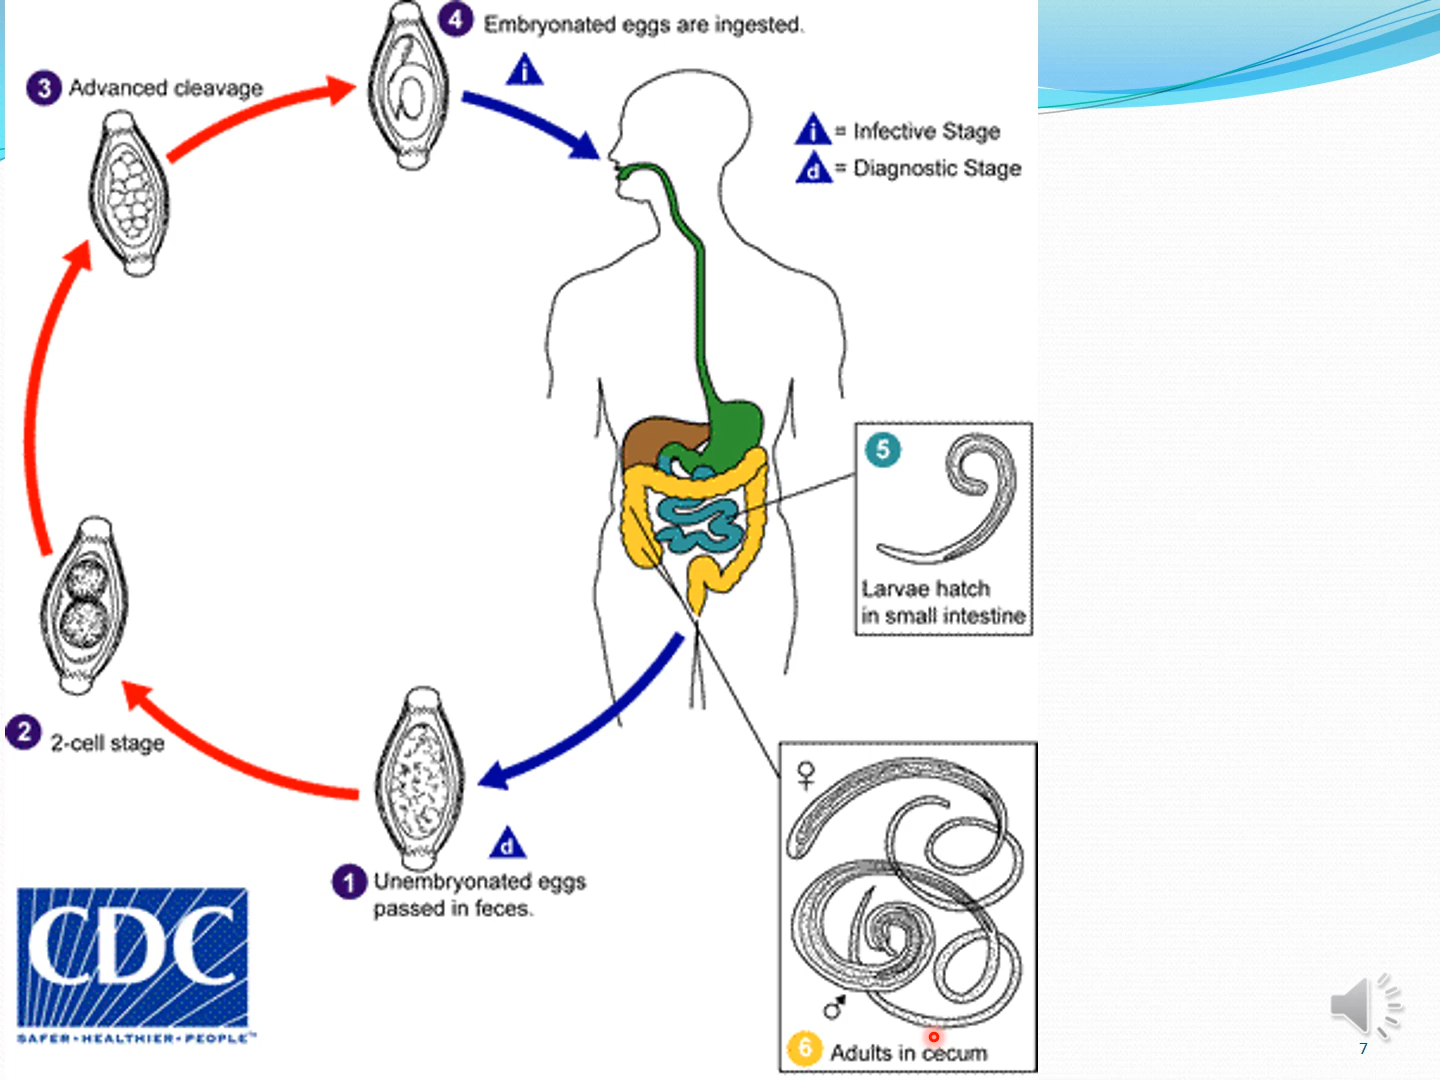 4 Embryonated eggs are ingested.
i
3 Advanced cleavage
i = Infective Stage
d = Diagnostic Stage
5
Larvae hatch
in small intestine
2 2-cell stage
d
1 Unembryonated eggs
passed in feces.
♀
♂
6 Adults in cecum
CDC
SAFER·HEALTHIER·PEOPLE™
7